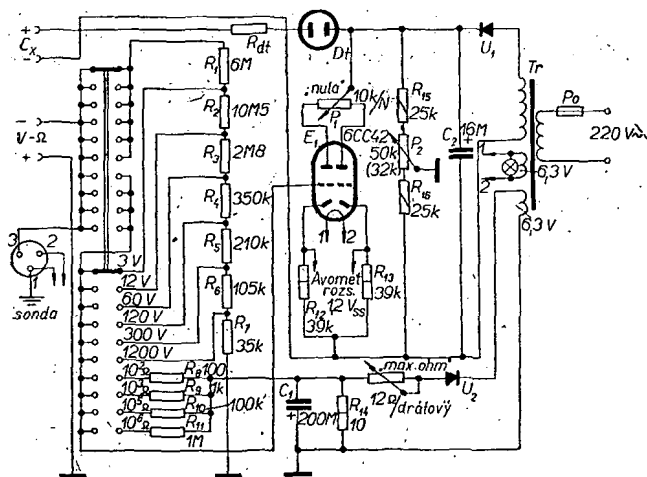 +
Cx
−
Rdt
Dt
U1
R1
6M
"nula"
10k/N
P1
R15
25k
Tr
Po
220 V~
V-Ω
−
+
R2
10M5
E1
6CC42
50k
(32k)
P2
C2
16M
+
1
2
6,3 V
R3
2M8
R4
350k
R16
25k
6,3 V
3
2
1
sonda
R5
210k
1 2
3 V
12 V
60 V
120 V
300 V
1200 V
R6
105k
Avomet
rozs.
12 Vss
R12
39k
R13
39k
R7
35k
10²Ω
R8
100
10³Ω
R9
1k
10⁵Ω
R10
100k
10⁶Ω
R11
1M
C1
+
200M
R14
10
"max. ohm"
12Ω/
drátový
U2